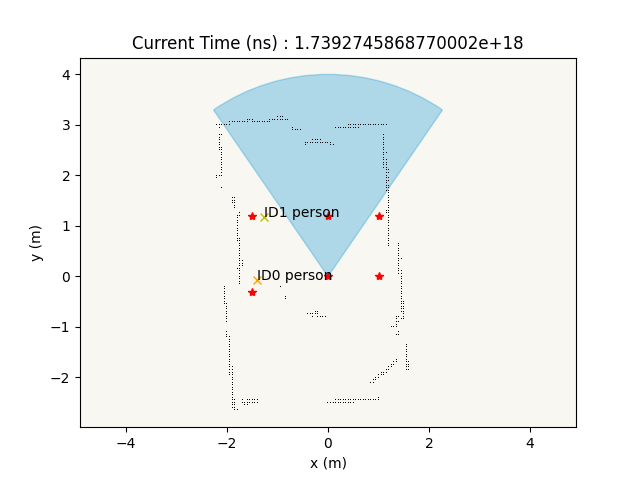 Current Time (ns) : 1.7392745868770002e+18
4
3
2
1
0
−1
−2
y (m)
ID1 person
ID0 person
−4
−2
0
2
4
x (m)